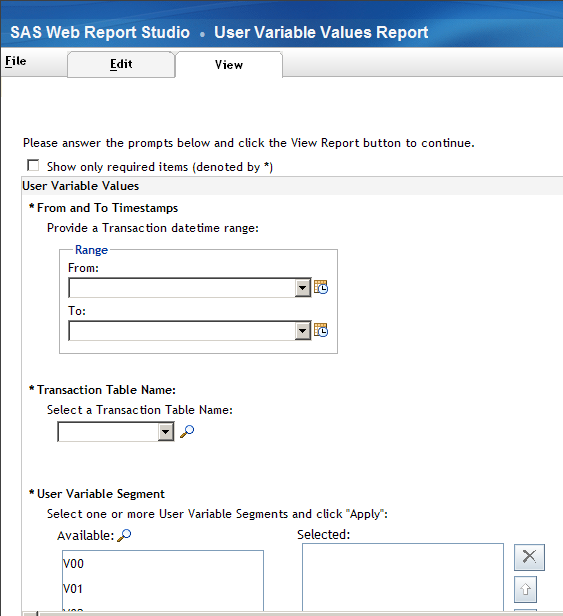 SAS Web Report Studio • User Variable Values Report
File Edit View
Please answer the prompts below and click the View Report button to continue.
Show only required items (denoted by *)
User Variable Values
* From and To Timestamps
Provide a Transaction datetime range:
Range
From:
To:
* Transaction Table Name:
Select a Transaction Table Name:
* User Variable Segment
Select one or more User Variable Segments and click "Apply":
Available: Selected:
V00
V01